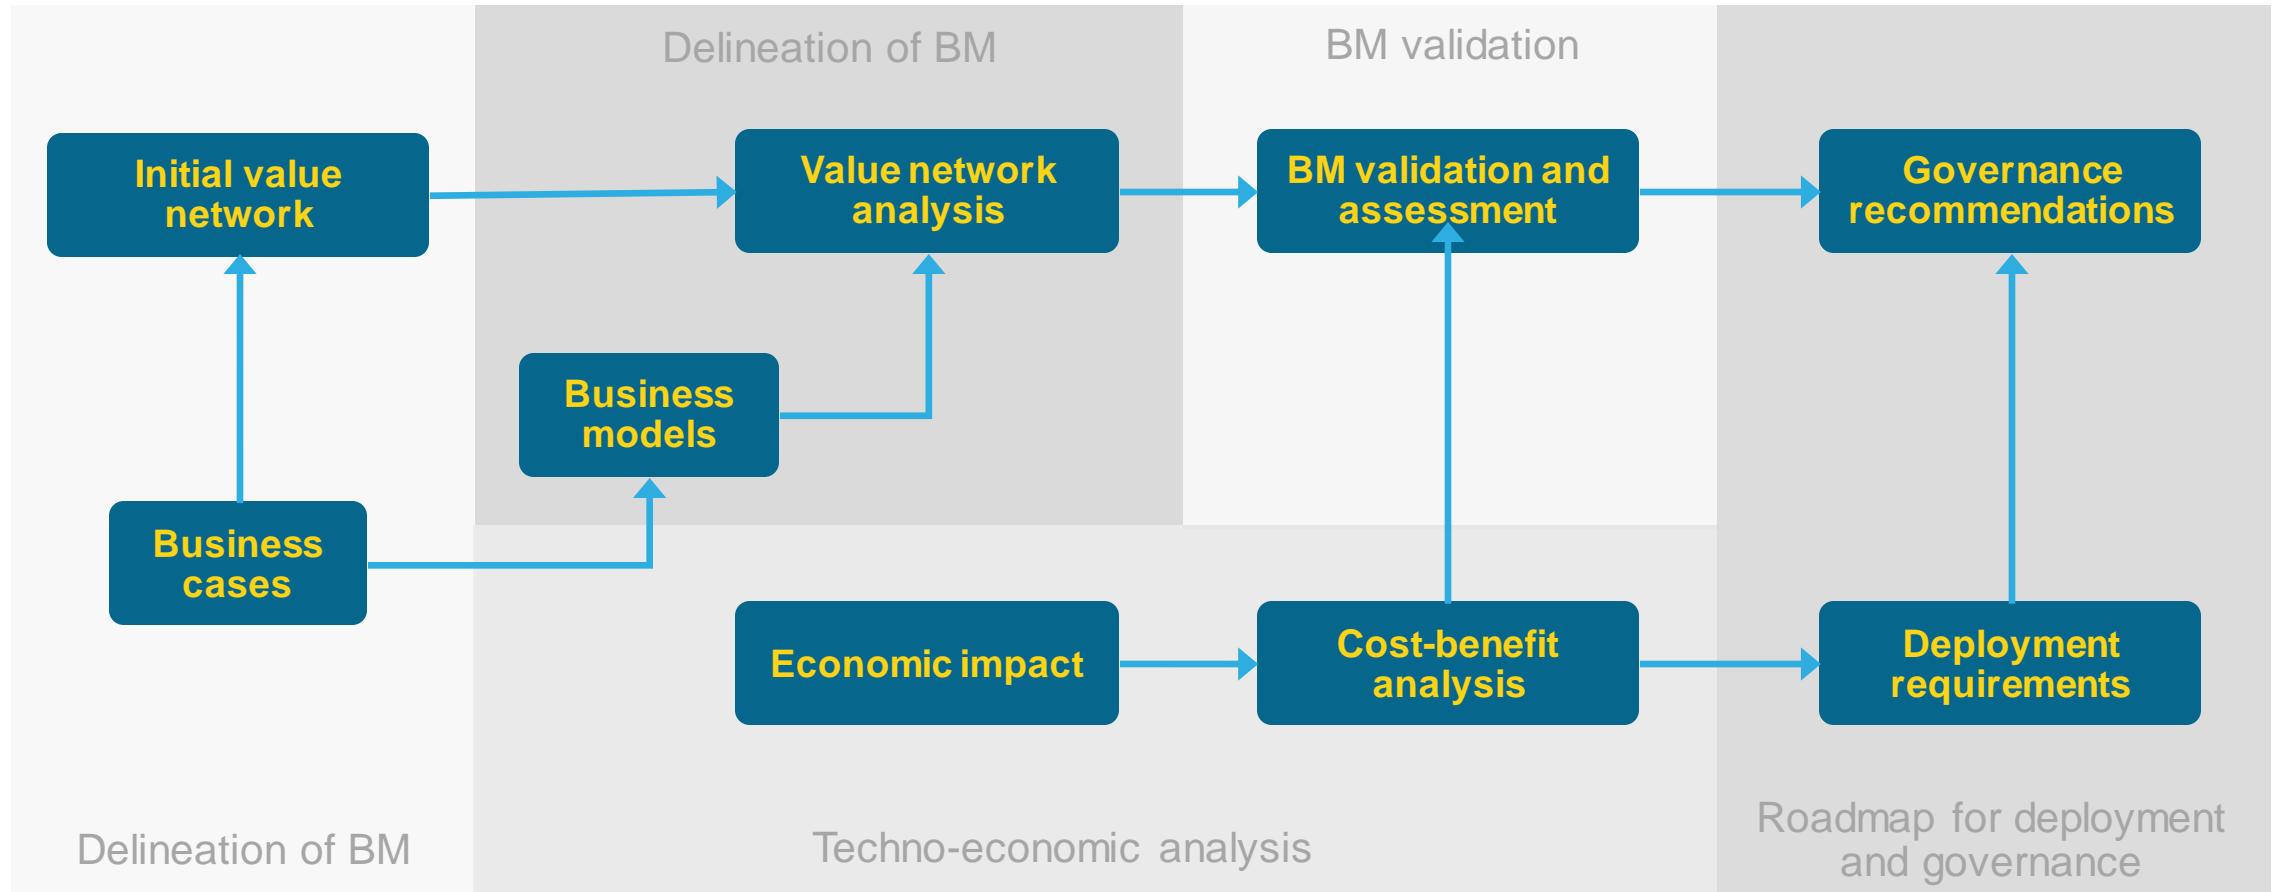 Delineation of BM
BM validation
Initial value
network
Value network
analysis
BM validation and
assessment
Governance
recommendations
Business
models
Business
cases
Economic impact
Cost-benefit
analysis
Deployment
requirements
Delineation of BM
Techno-economic analysis
Roadmap for deployment
and governance